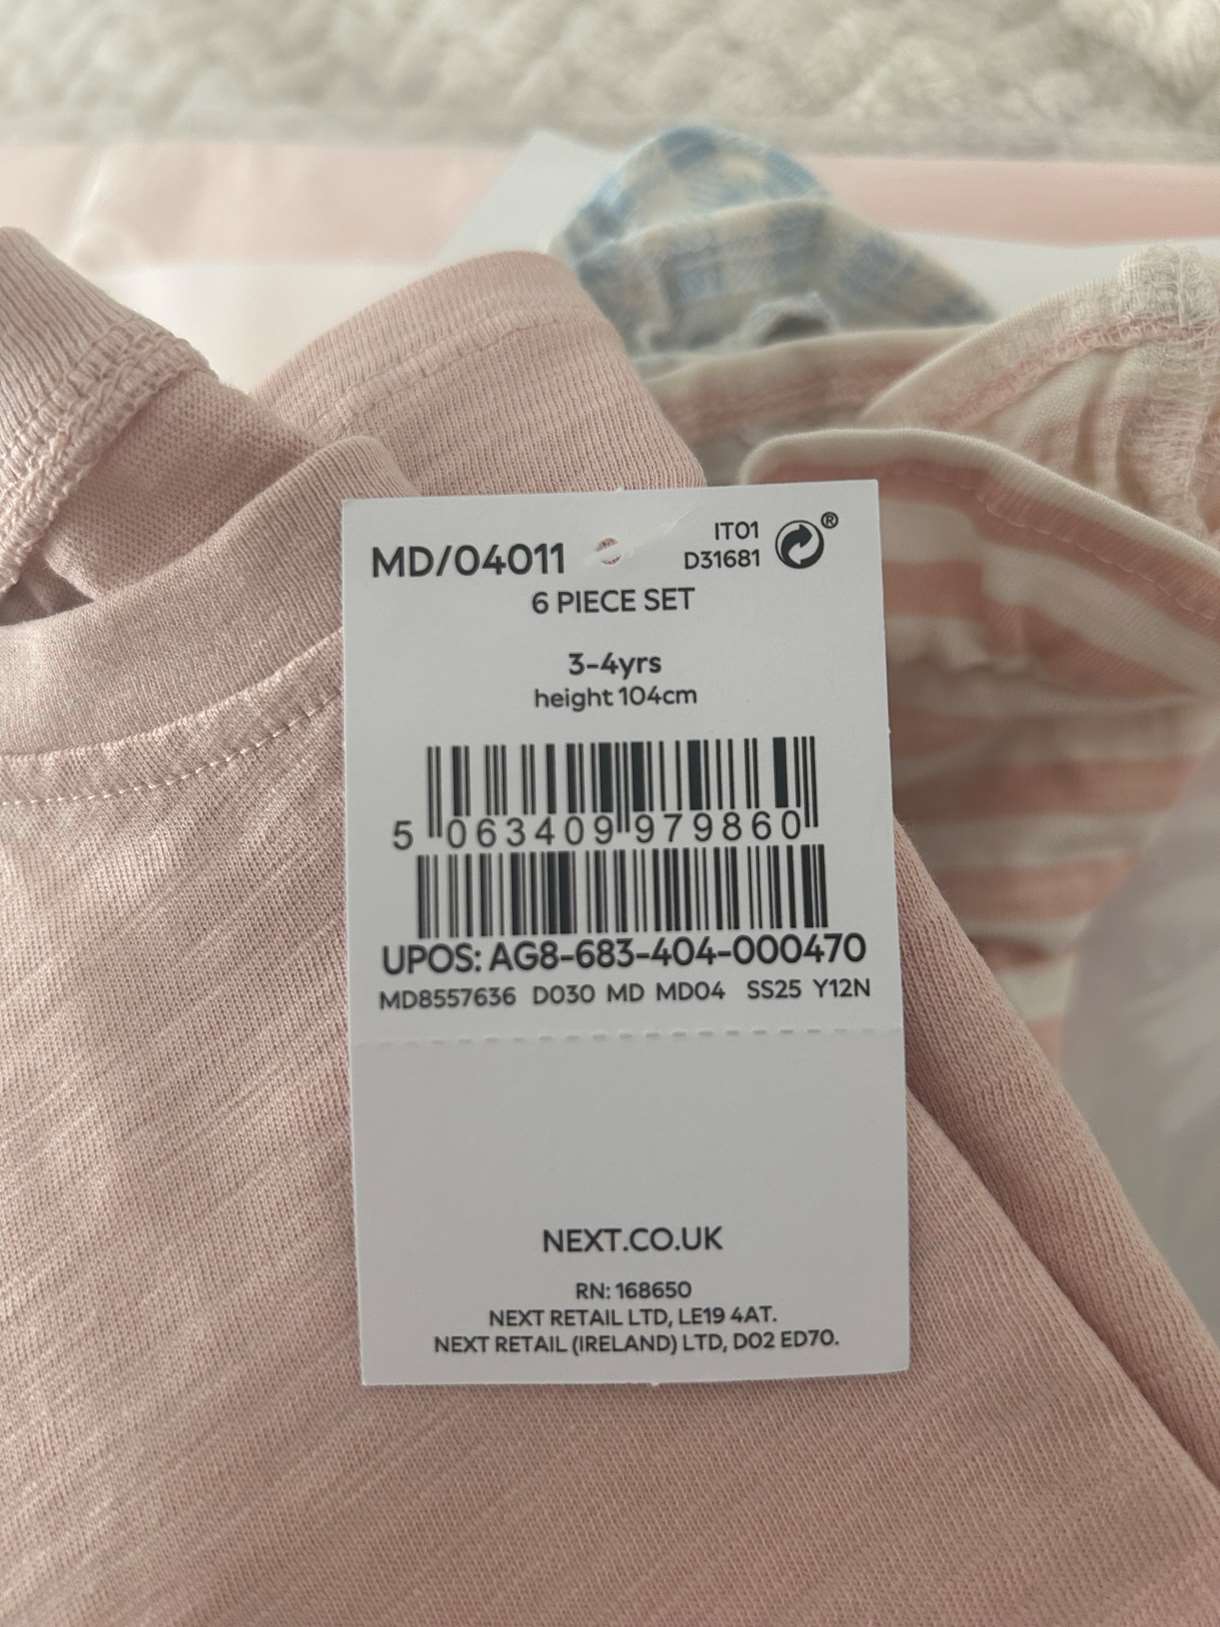 MD/04011
IT01
D31681
®
6 PIECE SET
3-4yrs
height 104cm
5 063409 979860
UPOS: AG8-683-404-000470
MD8557636 D030 MD MD04 SS25 Y12N
NEXT.CO.UK
RN: 168650
NEXT RETAIL LTD, LE19 4AT.
NEXT RETAIL (IRELAND) LTD, D02 ED70.